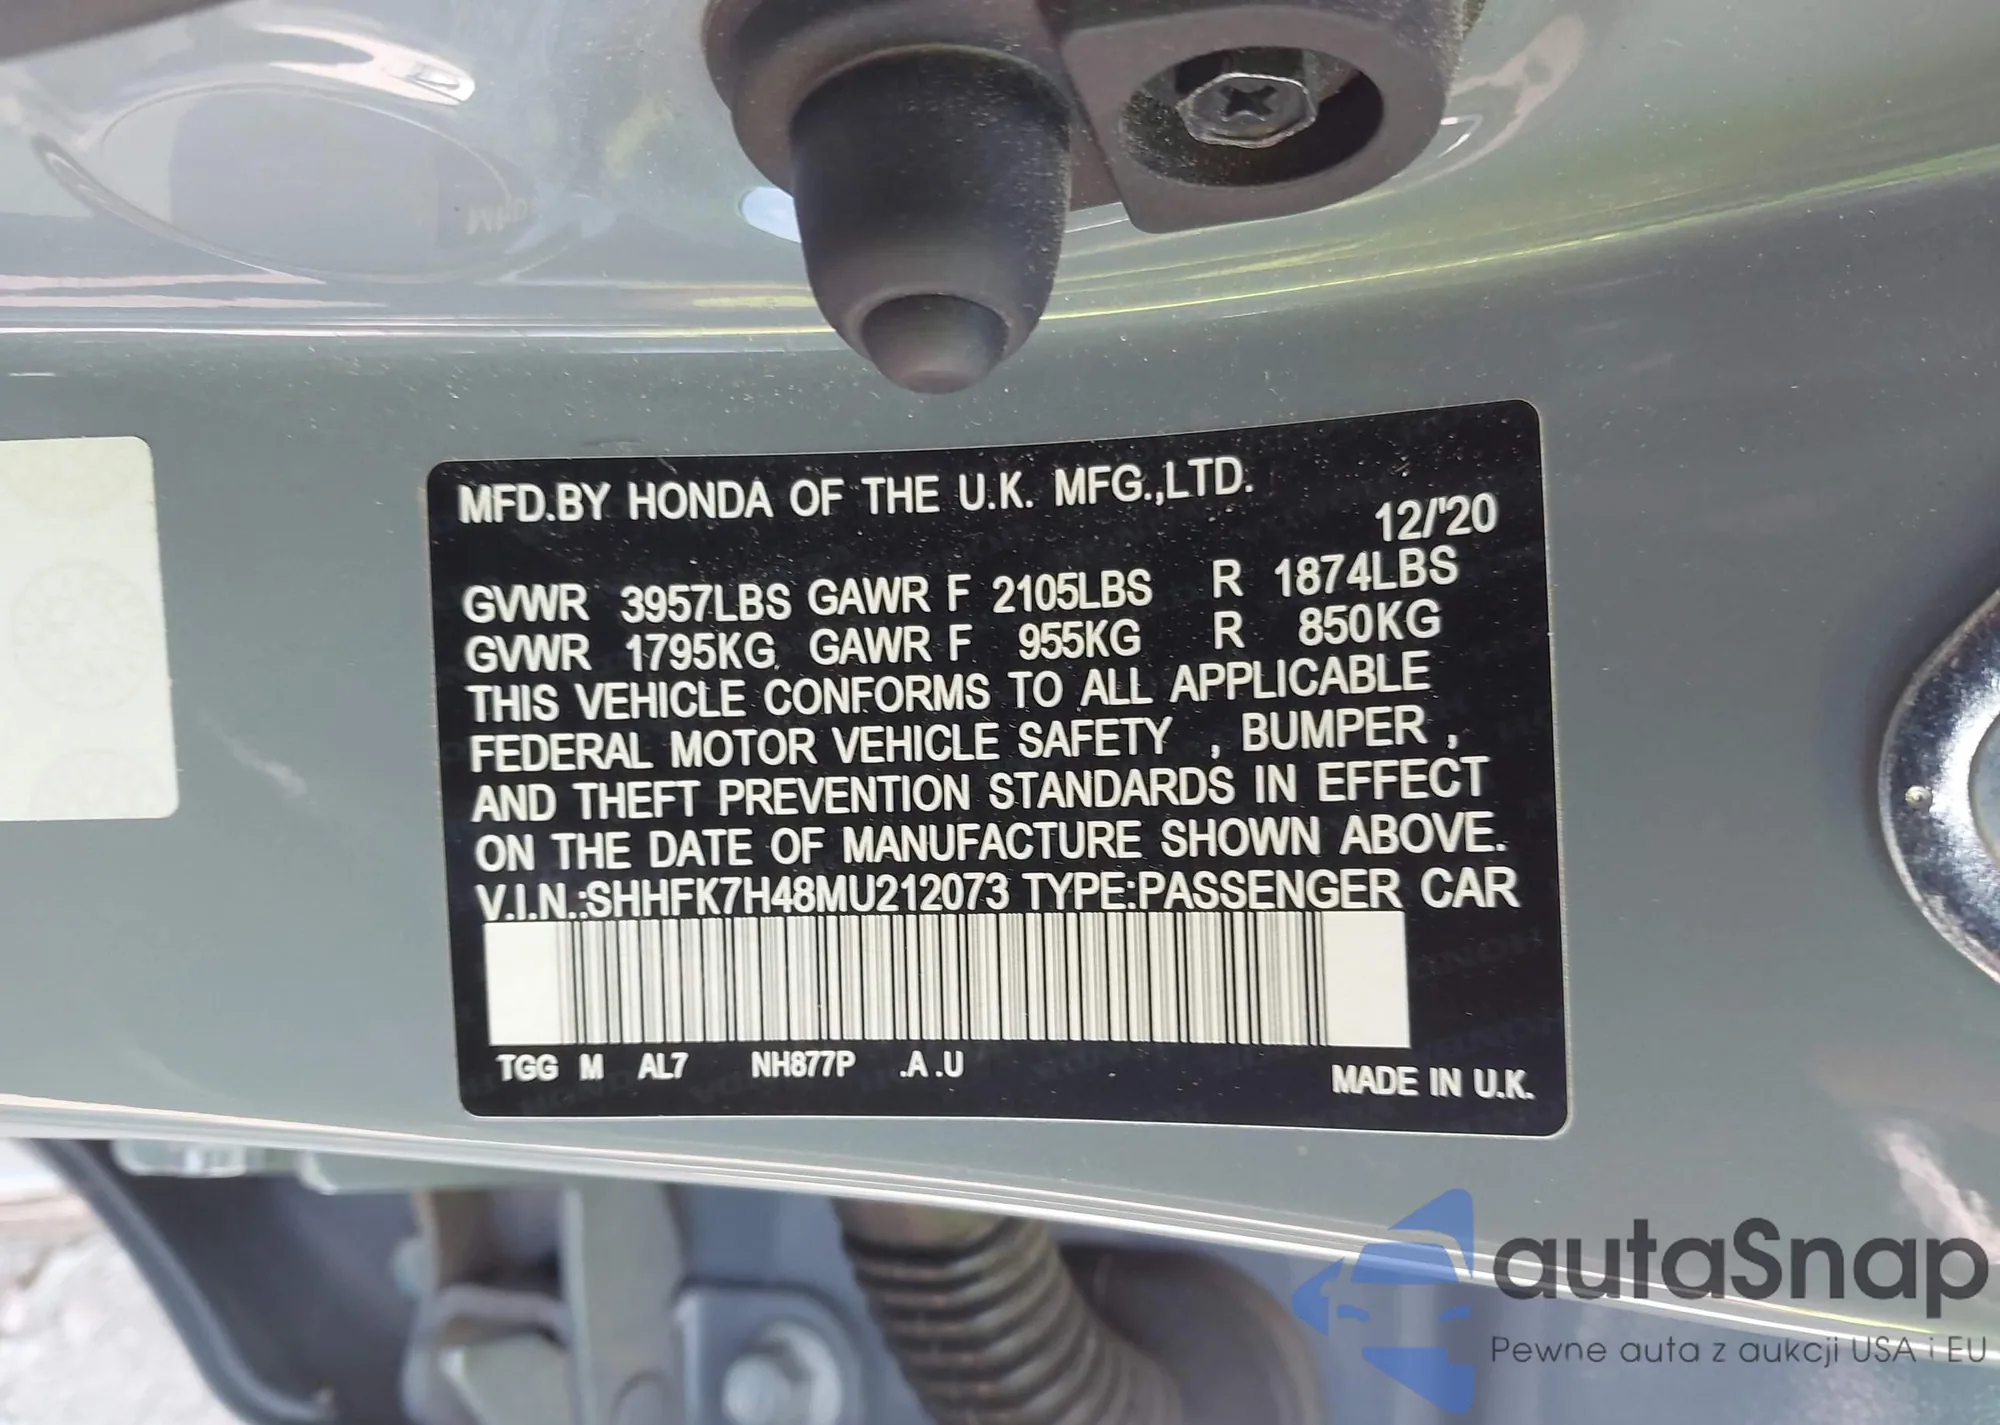 MFD.BY HONDA OF THE U.K. MFG.,LTD.
12/'20
GVWR 3957LBS GAWR F 2105LBS R 1874LBS
GVWR 1795KG GAWR F 955KG R 850KG
THIS VEHICLE CONFORMS TO ALL APPLICABLE
FEDERAL MOTOR VEHICLE SAFETY , BUMPER ,
AND THEFT PREVENTION STANDARDS IN EFFECT
ON THE DATE OF MANUFACTURE SHOWN ABOVE.
V.I.N.:SHHFK7H48MU212073 TYPE:PASSENGER CAR
TGG M AL7 NH877P .A .U
MADE IN U.K.
autaSnap
Pewne auta z aukcji USA i EU